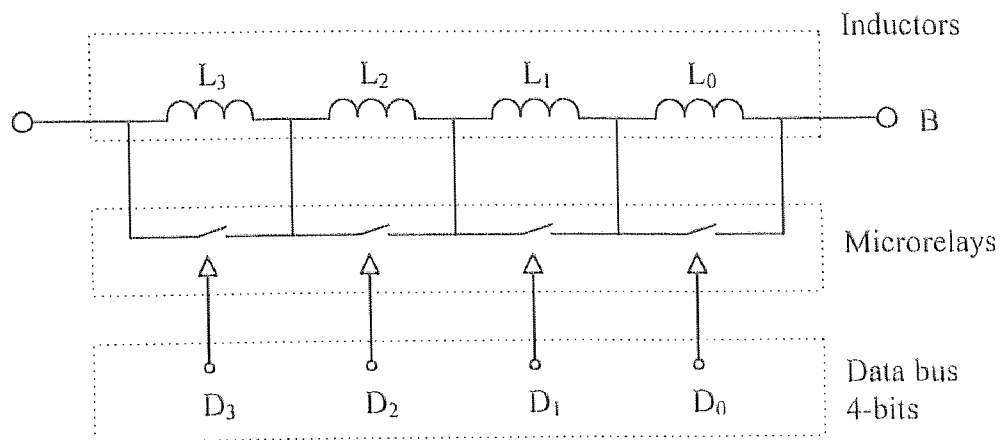 Inductors
L₃ L₂ L₁ L₀
B
Microrelays
Data bus
4-bits
D₃ D₂ D₁ D₀